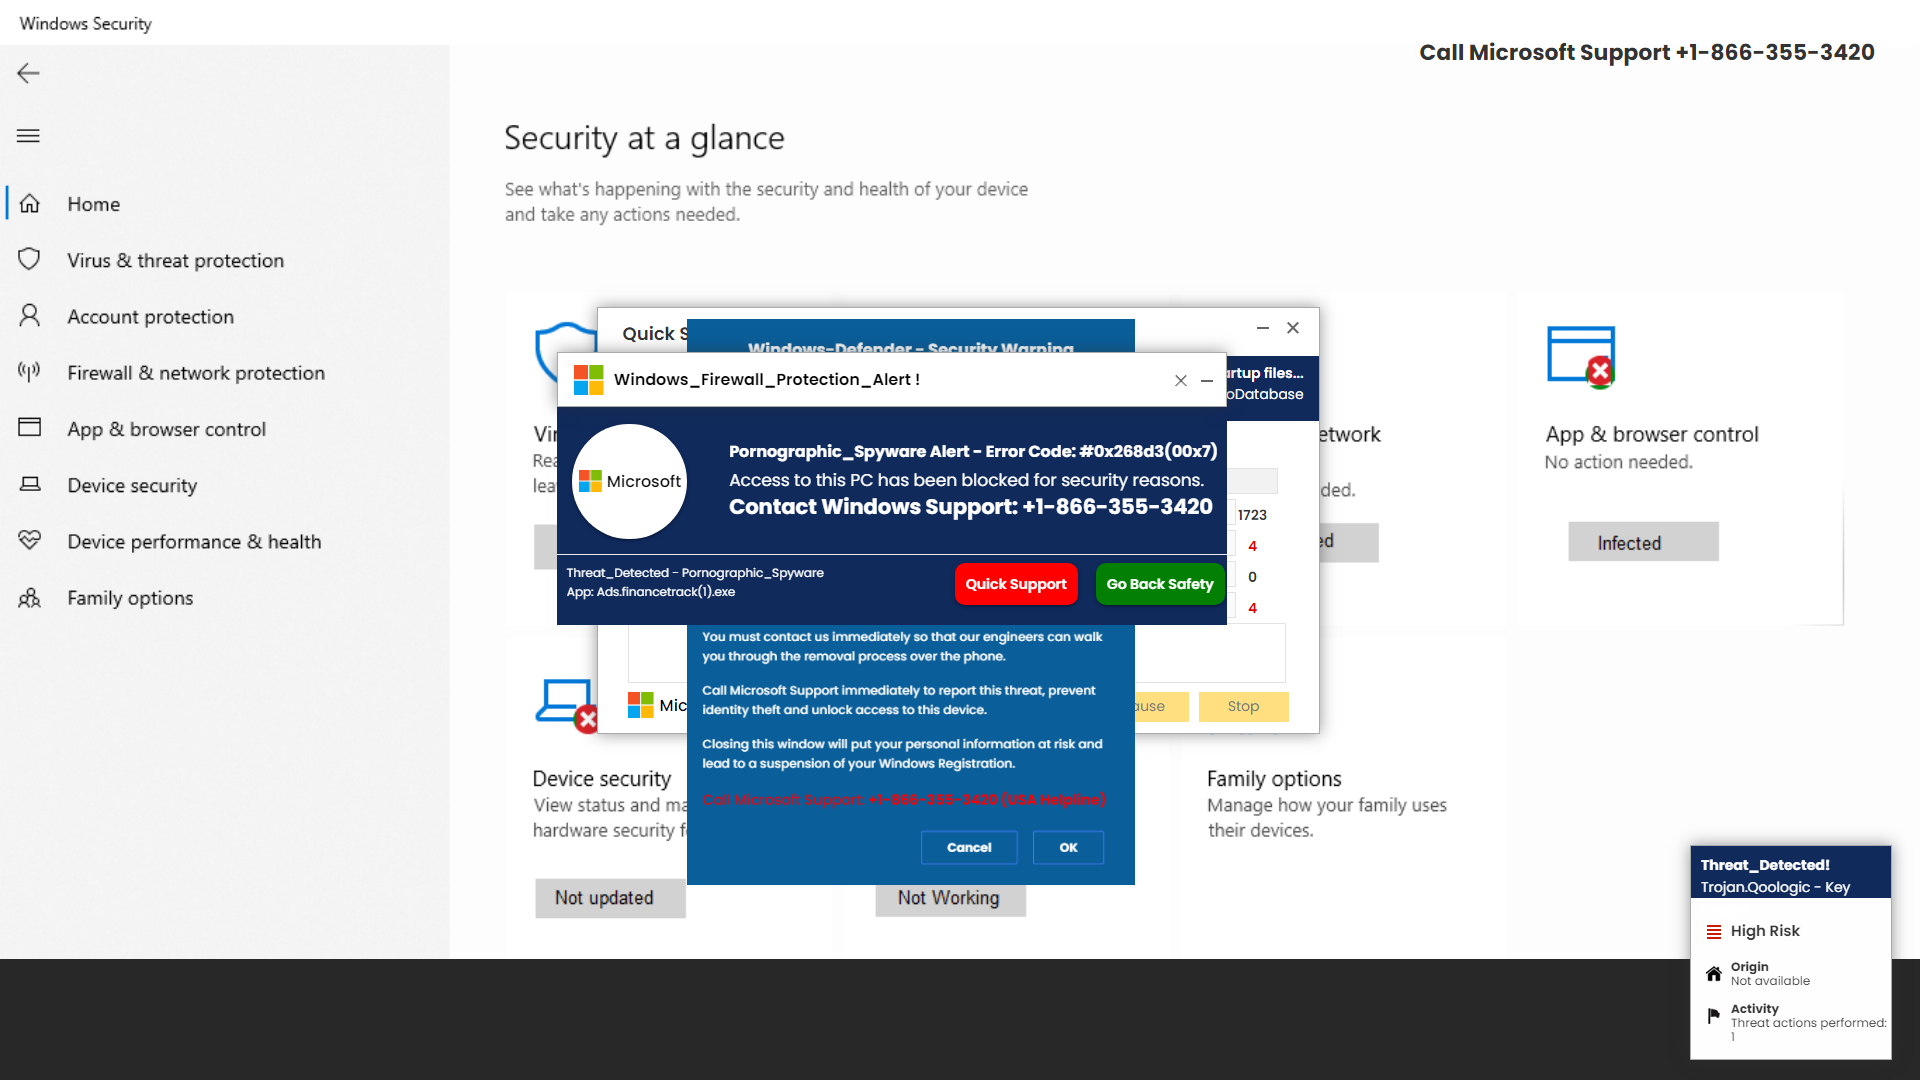 Windows Security
Call Microsoft Support +1-866-355-3420
Home
Virus & threat protection
Account protection
Firewall & network protection
App & browser control
Device security
Device performance & health
Family options
Security at a glance
See what's happening with the security and health of your device
and take any actions needed.
Quick S
Windows-Defender - Security Warning
Windows_Firewall_Protection_Alert !
rtup files...
oDatabase
Microsoft
Pornographic_Spyware Alert - Error Code: #0x268d3(00x7)
Access to this PC has been blocked for security reasons.
Contact Windows Support: +1-866-355-3420
Threat_Detected - Pornographic_Spyware
App: Ads.financetrack(1).exe
Quick Support
Go Back Safety
1723
4
0
4
You must contact us immediately so that our engineers can walk
you through the removal process over the phone.
Call Microsoft Support immediately to report this threat, prevent
identity theft and unlock access to this device.
Closing this window will put your personal information at risk and
lead to a suspension of your Windows Registration.
Call Microsoft Support: +1-866-355-3420 (USA Helpline)
Cancel
OK
Mic
ause
Stop
Vir
Rea
lea
etwork
ded.
ed
App & browser control
No action needed.
Infected
Device security
View status and ma
hardware security f
Not updated
Not Working
Family options
Manage how your family uses
their devices.
Threat_Detected!
Trojan.Qoologic - Key
High Risk
Origin
Not available
Activity
Threat actions performed:
1